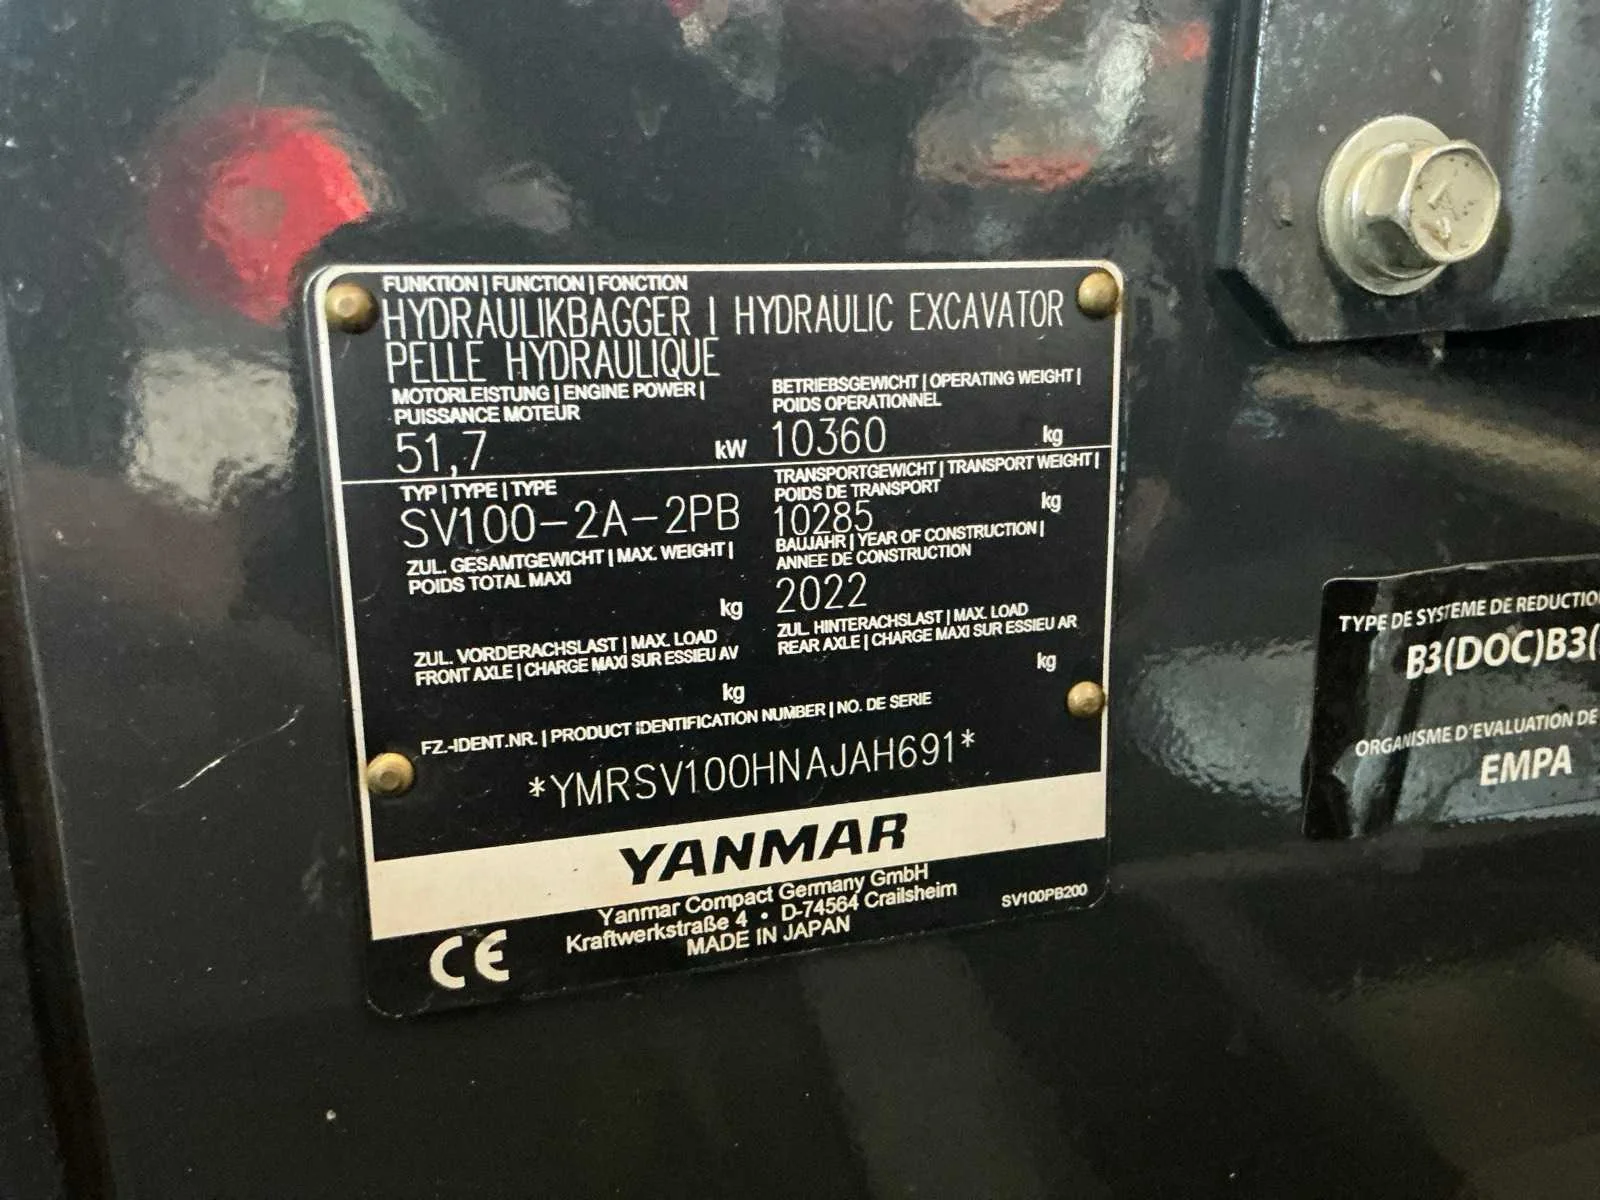 FUNKTION | FUNCTION | FONCTION
HYDRAULIKBAGGER | HYDRAULIC EXCAVATOR
PELLE HYDRAULIQUE
MOTORLEISTUNG | ENGINE POWER |
PUISSANCE MOTEUR
51,7 kW
BETRIEBSGEWICHT | OPERATING WEIGHT |
POIDS OPERATIONNEL
10360 kg
TYP | TYPE | TYPE
SV100-2A-2PB
TRANSPORTGEWICHT | TRANSPORT WEIGHT |
POIDS DE TRANSPORT
10285 kg
ZUL. GESAMTGEWICHT | MAX. WEIGHT |
POIDS TOTAL MAXI
kg
BAUJAHR | YEAR OF CONSTRUCTION |
ANNEE DE CONSTRUCTION
2022
ZUL. VORDERACHSLAST | MAX. LOAD
FRONT AXLE | CHARGE MAXI SUR ESSIEU AV
kg
ZUL. HINTERACHSLAST | MAX. LOAD
REAR AXLE | CHARGE MAXI SUR ESSIEU AR
kg
FZ.-IDENT.NR. | PRODUCT IDENTIFICATION NUMBER | NO. DE SERIE
*YMRSV100HNAJAH691*
YANMAR
Yanmar Compact Germany GmbH
Kraftwerkstraße 4 • D-74564 Crailsheim
MADE IN JAPAN
SV100PB200
CE
TYPE DE SYSTEME DE REDUCTIO
B3(DOC)B3(
ORGANISME D'EVALUATION DE
EMPA